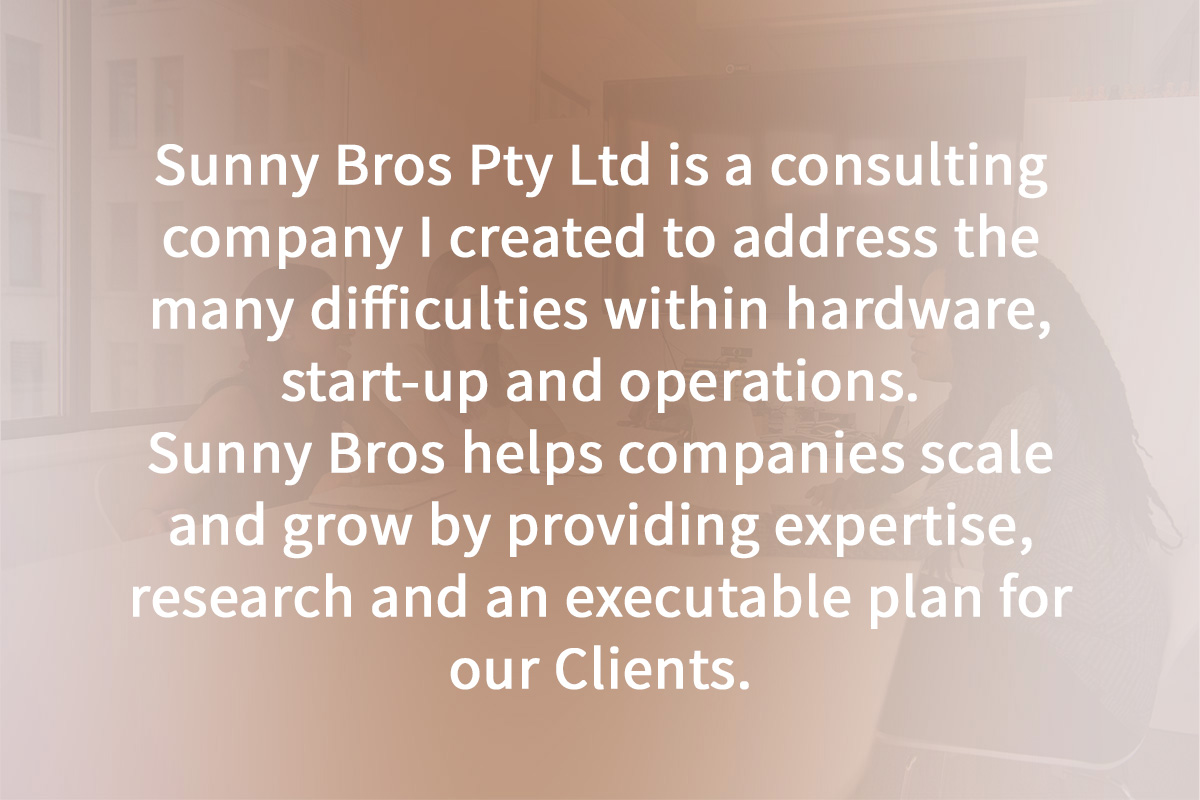 Sunny Bros Pty Ltd is a consulting
company I created to address the
many difficulties within hardware,
start-up and operations.
Sunny Bros helps companies scale
and grow by providing expertise,
research and an executable plan for
our Clients.